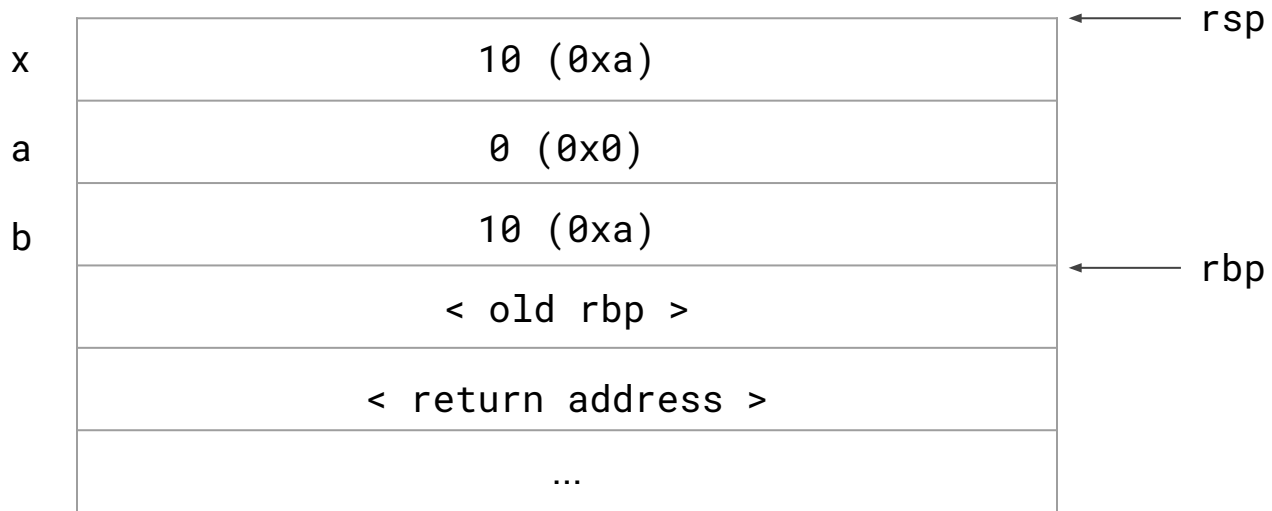 rsp
x 10 (0xa)
a 0 (0x0)
b 10 (0xa)
rbp
< old rbp >
< return address >
...